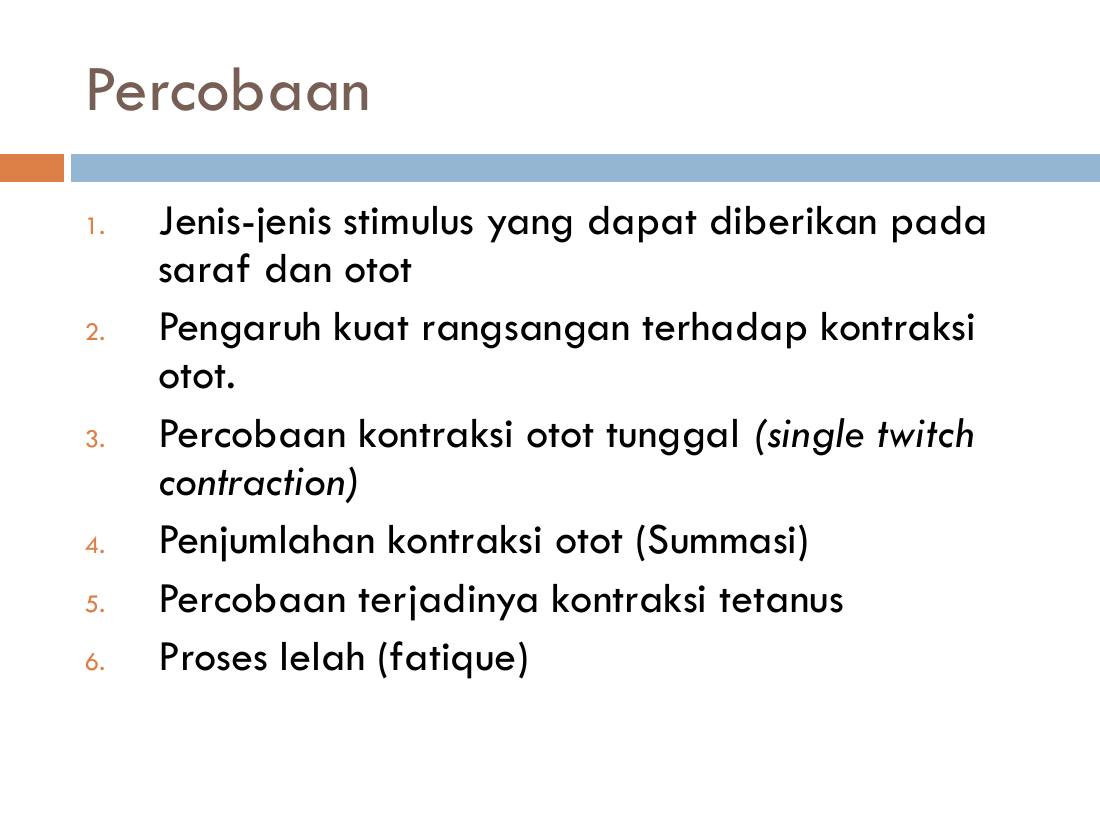 Percobaan
1. Jenis-jenis stimulus yang dapat diberikan pada
saraf dan otot
2. Pengaruh kuat rangsangan terhadap kontraksi
otot.
3. Percobaan kontraksi otot tunggal (single twitch
contraction)
4. Penjumlahan kontraksi otot (Summasi)
5. Percobaan terjadinya kontraksi tetanus
6. Proses lelah (fatique)